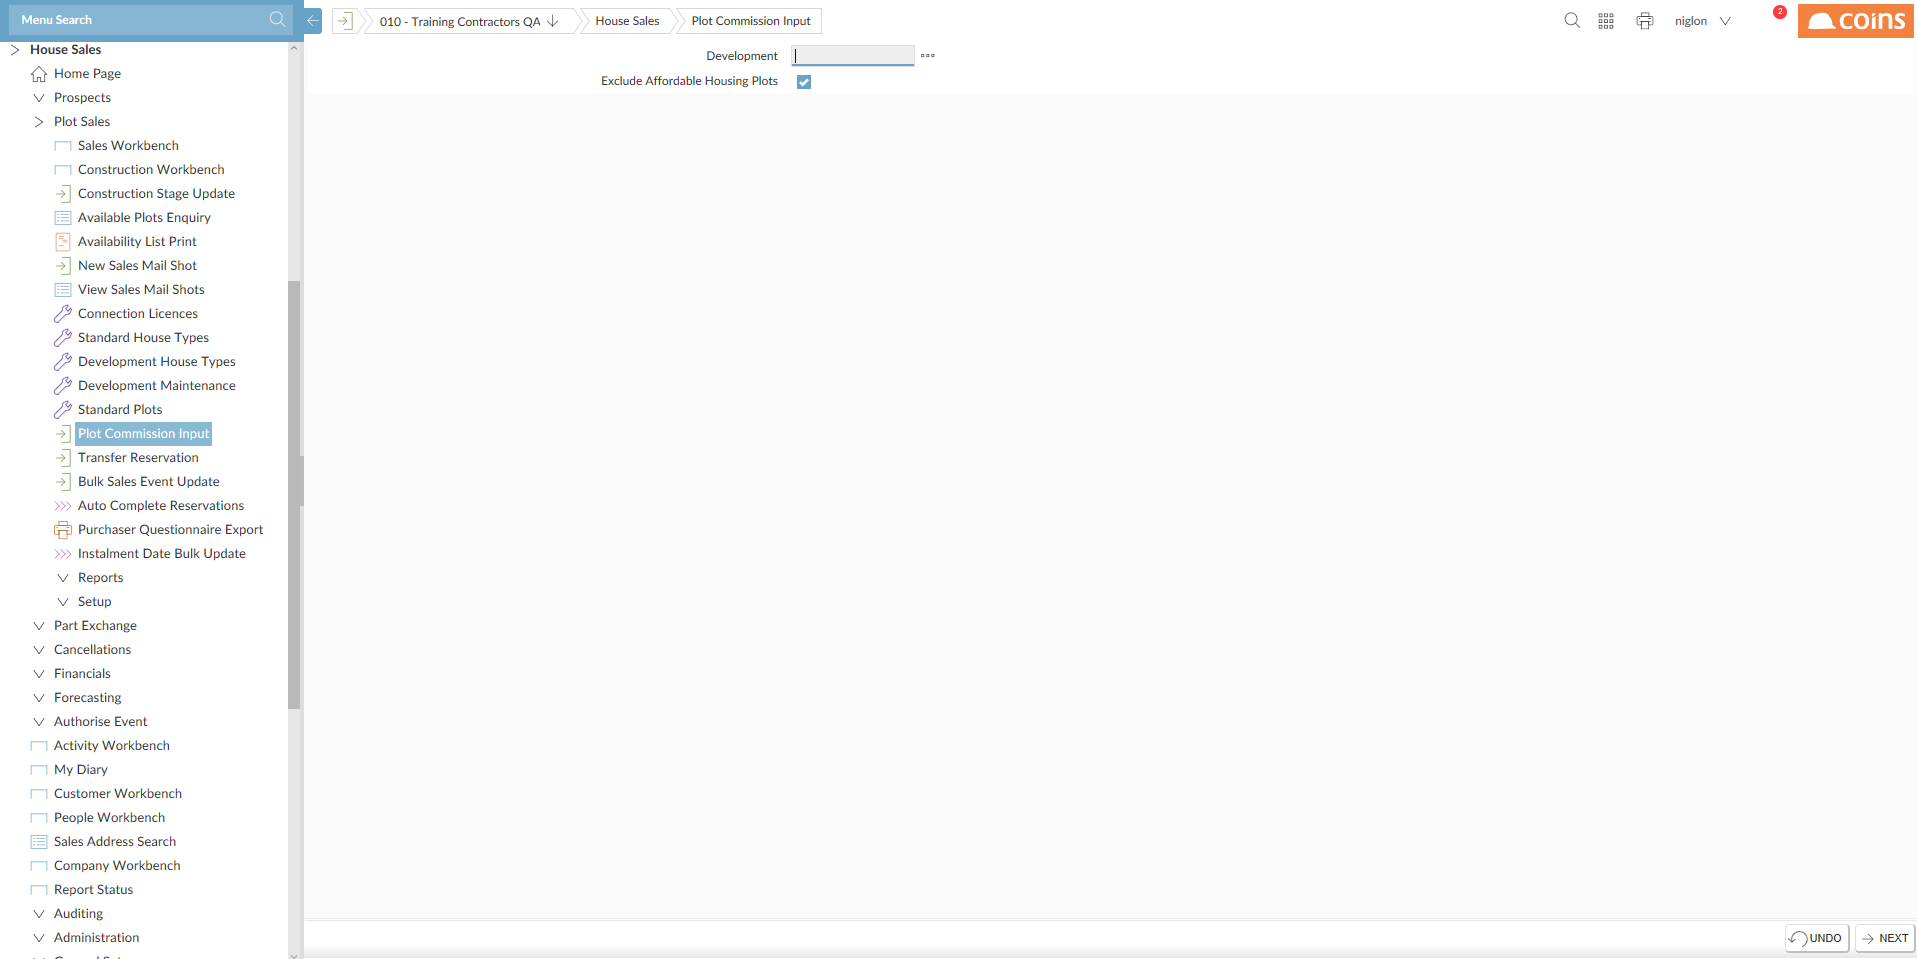 Menu Search
010 - Training Contractors QA
House Sales
Plot Commission Input
niglon
2
coins
House Sales
Home Page
Prospects
Plot Sales
Sales Workbench
Construction Workbench
Construction Stage Update
Available Plots Enquiry
Availability List Print
New Sales Mail Shot
View Sales Mail Shots
Connection Licences
Standard House Types
Development House Types
Development Maintenance
Standard Plots
Plot Commission Input
Transfer Reservation
Bulk Sales Event Update
Auto Complete Reservations
Purchaser Questionnaire Export
Instalment Date Bulk Update
Reports
Setup
Part Exchange
Cancellations
Financials
Forecasting
Authorise Event
Activity Workbench
My Diary
Customer Workbench
People Workbench
Sales Address Search
Company Workbench
Report Status
Auditing
Administration
Development
Exclude Affordable Housing Plots
UNDO
NEXT